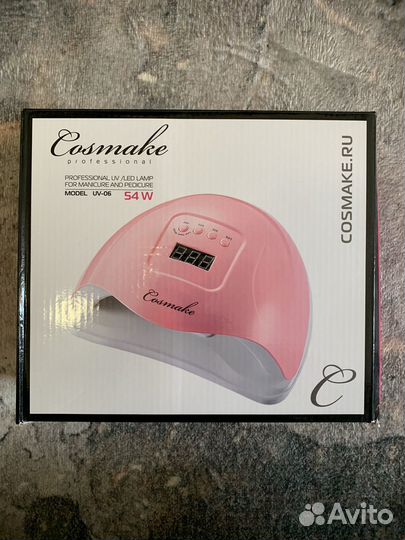 Cosmake
professional
PROFESSIONAL UV /LED LAMP
FOR MANICURE AND PEDICURE
MODEL UV-06 54 W
COSMAKE.RU
Cosmake
C
Avito